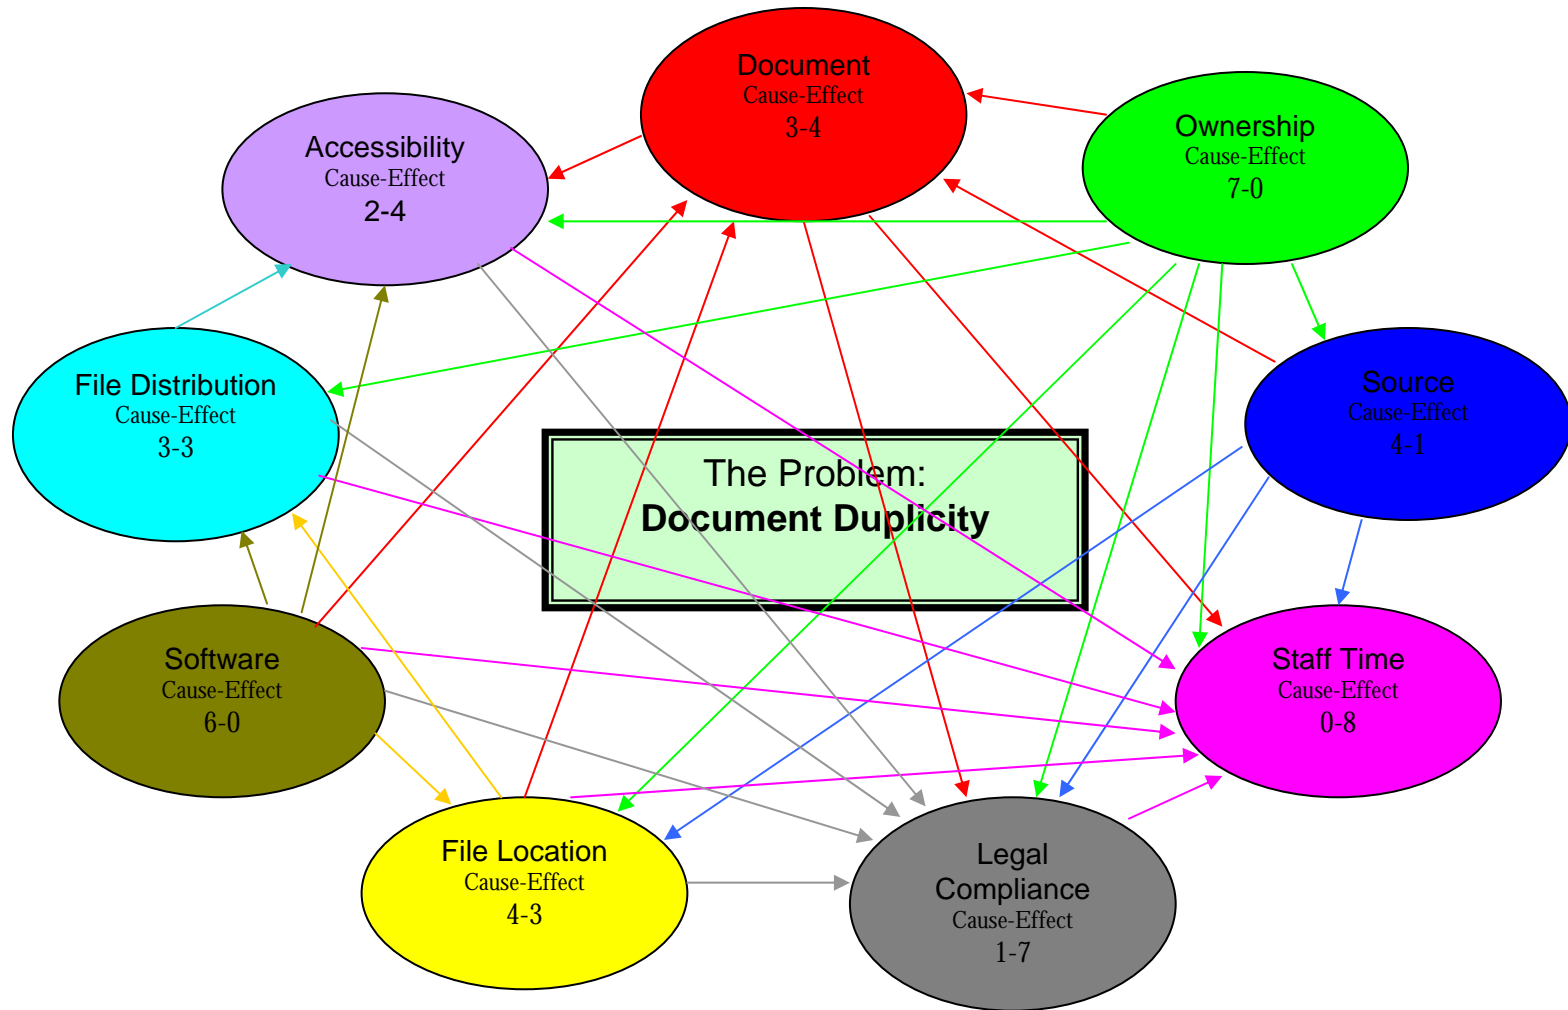 Document
Cause-Effect
3-4
Ownership
Cause-Effect
7-0
Accessibility
Cause-Effect
2-4
File Distribution
Cause-Effect
3-3
Source
Cause-Effect
4-1
The Problem:
Document Duplicity
Software
Cause-Effect
6-0
Staff Time
Cause-Effect
0-8
File Location
Cause-Effect
4-3
Legal
Compliance
Cause-Effect
1-7